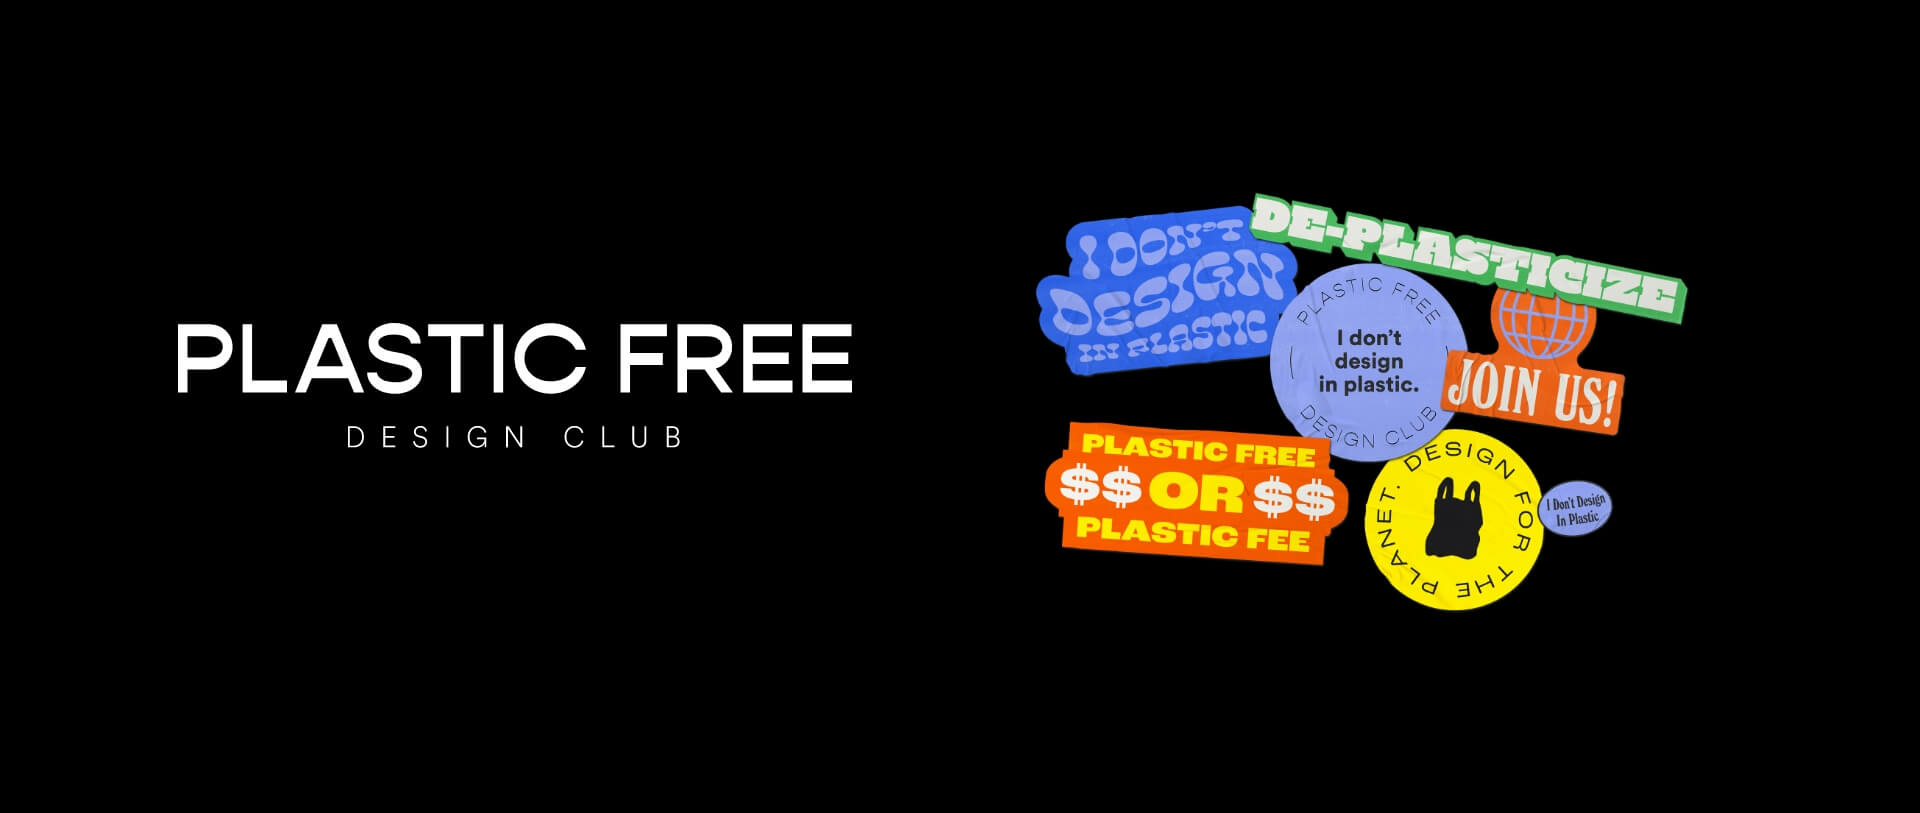 PLASTIC FREE
DESIGN CLUB
I DON'T
DESIGN
IN PLASTIC
DE-PLASTICIZE
PLASTIC FREE
I don't
design
in plastic.
DESIGN CLUB
JOIN US!
PLASTIC FREE
$$ OR $$
PLASTIC FEE
DESIGN FOR THE PLANET.
I Don't Design
In Plastic